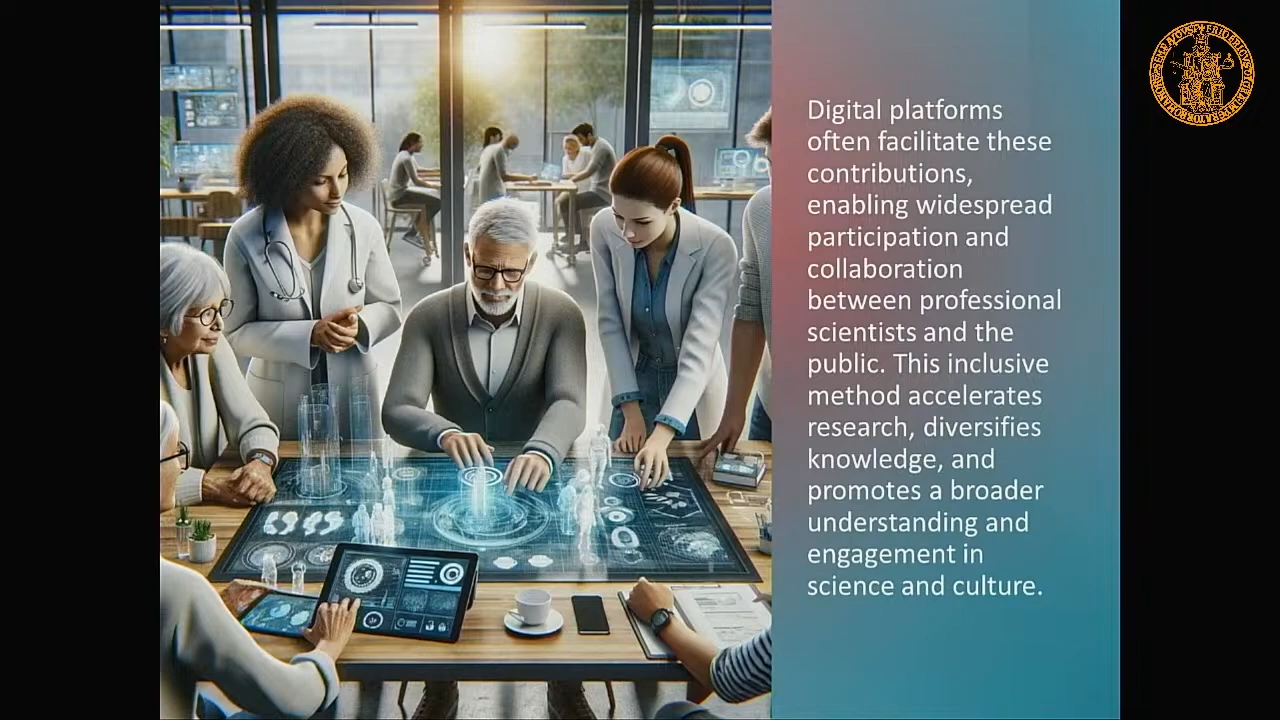 Digital platforms
often facilitate these
contributions,
enabling widespread
participation and
collaboration
between professional
scientists and the
public. This inclusive
method accelerates
research, diversifies
knowledge, and
promotes a broader
understanding and
engagement in
science and culture.